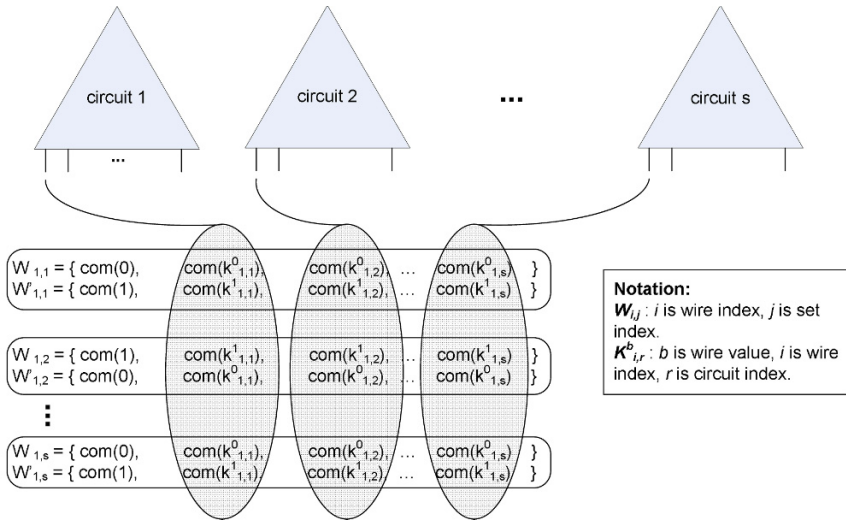 circuit 1
circuit 2
...
circuit s
...
W 1,1 = { com(0), com(k⁰1,1), com(k⁰1,2), ... com(k⁰1,s) }
W'1,1 = { com(1), com(k¹1,1), com(k¹1,2), ... com(k¹1,s) }
W 1,2 = { com(1), com(k¹1,1), com(k¹1,2), ... com(k¹1,s) }
W'1,2 = { com(0), com(k⁰1,1), com(k⁰1,2), ... com(k⁰1,s) }
W 1,s = { com(0), com(k⁰1,1), com(k⁰1,2), ... com(k⁰1,s) }
W'1,s = { com(1), com(k¹1,1), com(k¹1,2), ... com(k¹1,s) }
Notation:
Wi,j : i is wire index, j is set
index.
Kᵇi,r : b is wire value, i is wire
index, r is circuit index.